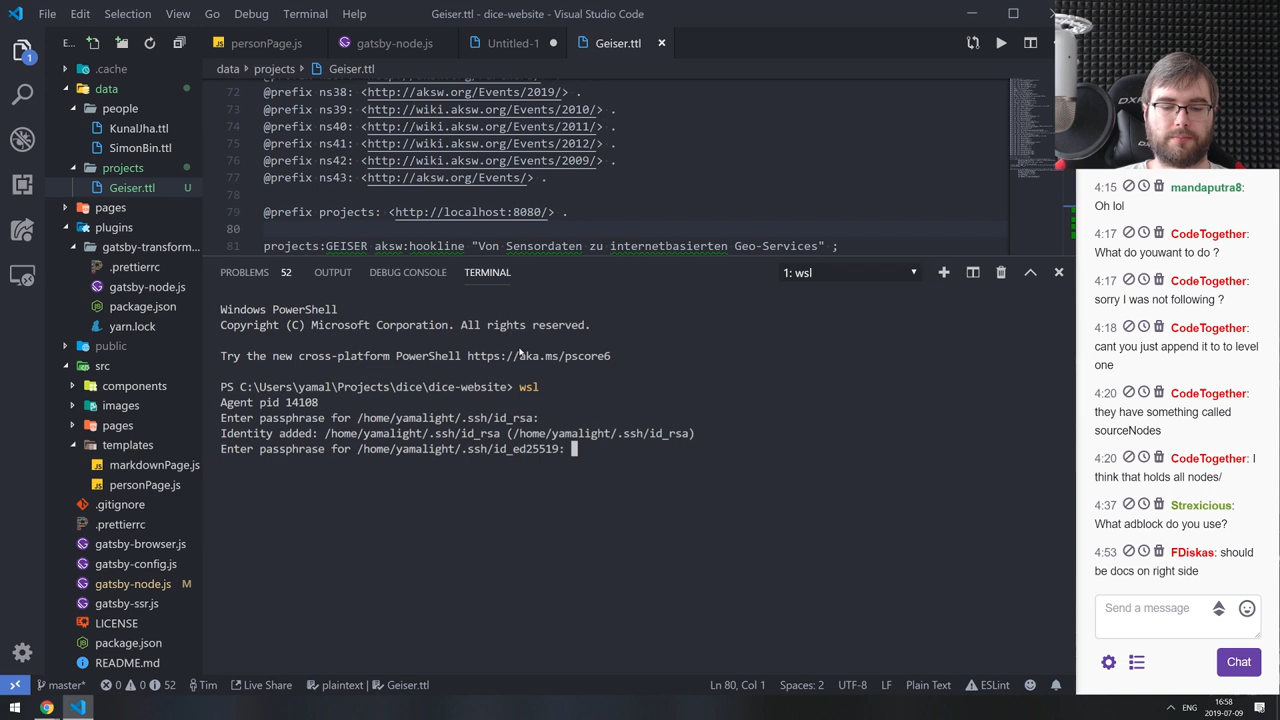 File Edit Selection View Go Debug Terminal Help
Geiser.ttl - dice-website - Visual Studio Code
E...
personPage.js
gatsby-node.js
Untitled-1
Geiser.ttl
data projects Geiser.ttl
1
.cache
data
people
KunalJha.ttl
SimonBin.ttl
projects
Geiser.ttl U
pages
plugins
gatsby-transform...
.prettierrc
gatsby-node.js
package.json
yarn.lock
public
src
components
images
pages
templates
markdownPage.js
personPage.js
.gitignore
.prettierrc
gatsby-browser.js
gatsby-config.js
gatsby-node.js M
gatsby-ssr.js
LICENSE
package.json
README.md
72 @prefix ns38: <http://wiki.aksw.org/Events/2019/> .
73 @prefix ns39: <http://wiki.aksw.org/Events/2010/> .
74 @prefix ns40: <http://wiki.aksw.org/Events/2011/> .
75 @prefix ns41: <http://wiki.aksw.org/Events/2012/> .
76 @prefix ns42: <http://wiki.aksw.org/Events/2009/> .
77 @prefix ns43: <http://aksw.org/Events/> .
78
79 @prefix projects: <http://localhost:8080/> .
80
81 projects:GEISER aksw:hookline "Von Sensordaten zu internetbasierten Geo-Services" ;
PROBLEMS 52 OUTPUT DEBUG CONSOLE TERMINAL
1: wsl
Windows PowerShell
Copyright (C) Microsoft Corporation. All rights reserved.
Try the new cross-platform PowerShell https://aka.ms/pscore6
PS C:\Users\yamal\Projects\dice\dice-website> wsl
Agent pid 14108
Enter passphrase for /home/yamalight/.ssh/id_rsa:
Identity added: /home/yamalight/.ssh/id_rsa (/home/yamalight/.ssh/id_rsa)
Enter passphrase for /home/yamalight/.ssh/id_ed25519:
DX
4:15 mandaputra8:
Oh lol
4:17 CodeTogether:
What do youwant to do ?
4:17 CodeTogether:
sorry I was not following ?
4:18 CodeTogether:
cant you just append it to to level
one
4:20 CodeTogether:
they have something called
sourceNodes
4:20 CodeTogether: I
think that holds all nodes/
4:37 Strexicious:
What adblock do you use?
4:53 FDiskas: should
be docs on right side
Send a message
Chat
master* 0 0 52 Tim Live Share plaintext | Geiser.ttl
Ln 80, Col 1 Spaces: 2 UTF-8 LF Plain Text ESLint
ENG
16:58
2019-07-09